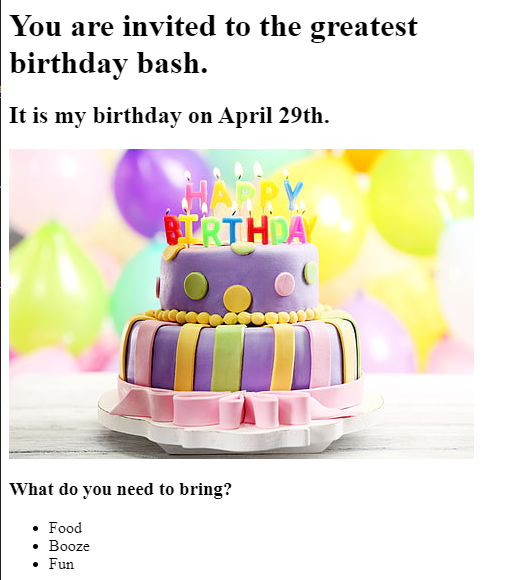 You are invited to the greatest
birthday bash.
It is my birthday on April 29th.
HAPPY
BIRTHDAY
What do you need to bring?
Food
Booze
Fun